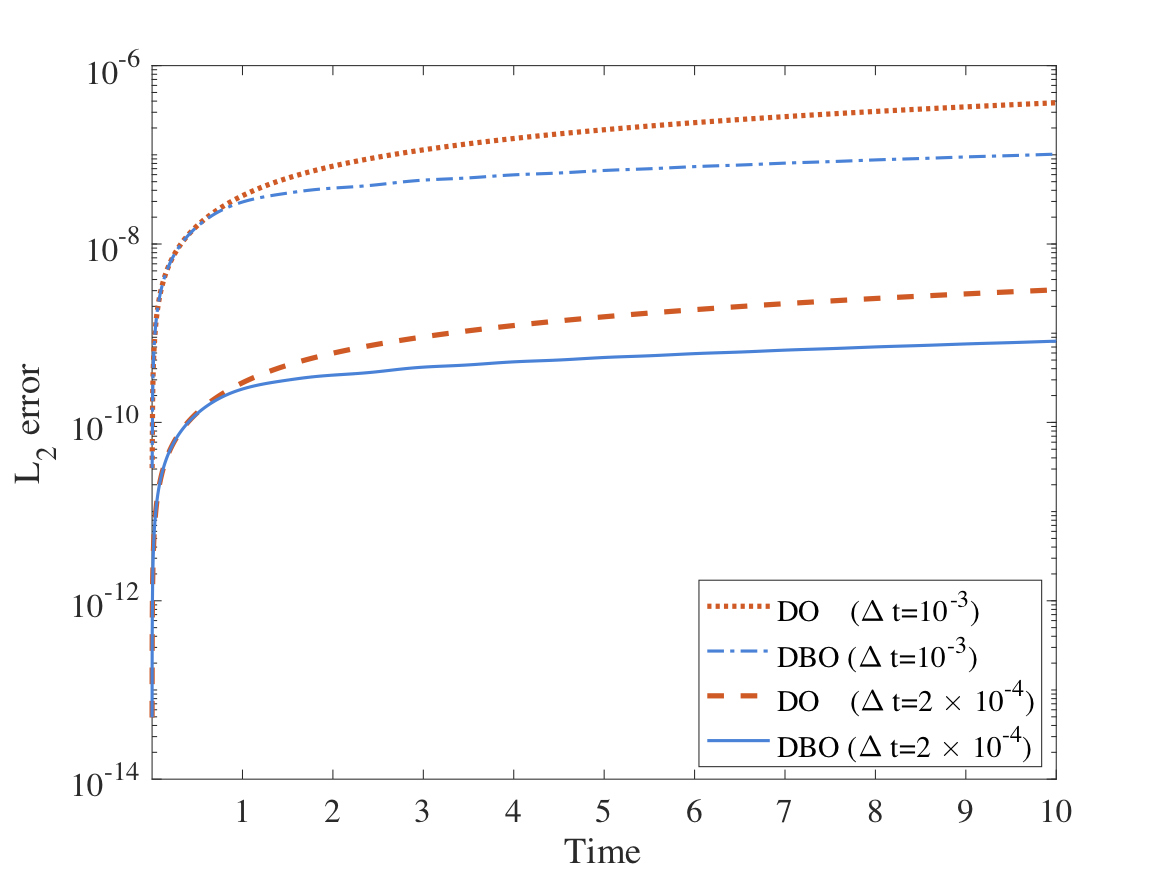 10^-6
10^-8
10^-10
10^-12
10^-14
L_2 error
1 2 3 4 5 6 7 8 9 10
Time
DO (Δ t=10^-3)
DBO (Δ t=10^-3)
DO (Δ t=2 × 10^-4)
DBO (Δ t=2 × 10^-4)